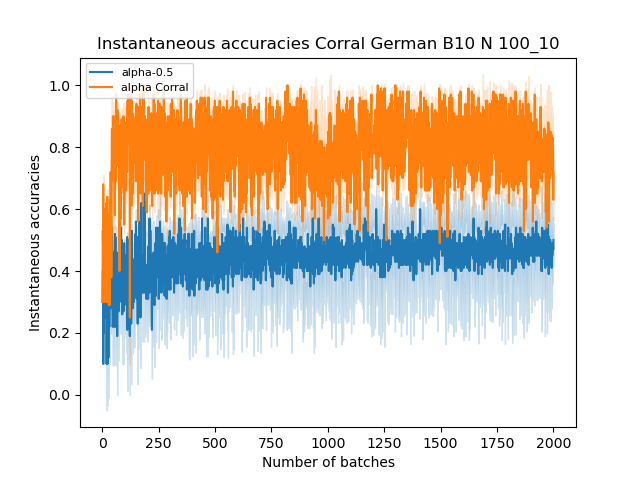 Instantaneous accuracies Corral German B10 N 100_10
alpha-0.5
alpha Corral
1.0
0.8
0.6
0.4
0.2
0.0
Instantaneous accuracies
0 250 500 750 1000 1250 1500 1750 2000
Number of batches